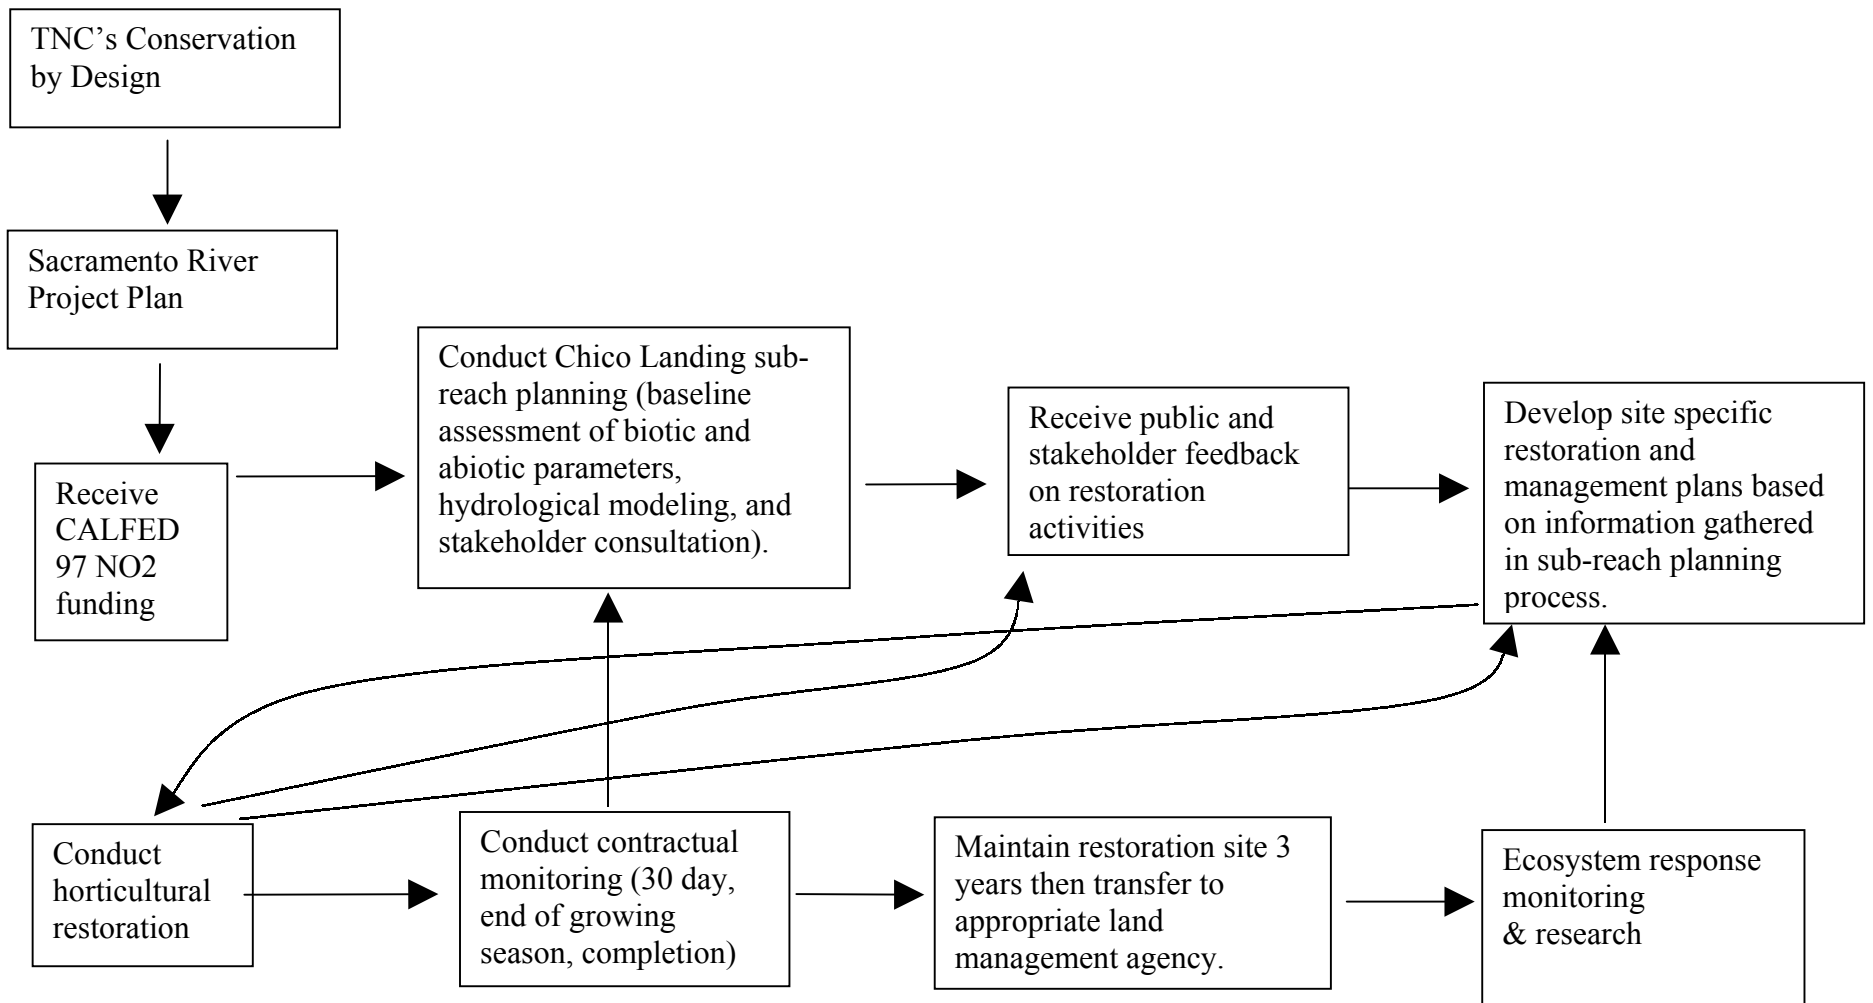 TNC’s Conservation
by Design
Sacramento River
Project Plan
Receive
CALFED
97 NO2
funding
Conduct Chico Landing sub-
reach planning (baseline
assessment of biotic and
abiotic parameters,
hydrological modeling, and
stakeholder consultation).
Receive public and
stakeholder feedback
on restoration
activities
Develop site specific
restoration and
management plans based
on information gathered
in sub-reach planning
process.
Conduct
horticultural
restoration
Conduct contractual
monitoring (30 day,
end of growing
season, completion)
Maintain restoration site 3
years then transfer to
appropriate land
management agency.
Ecosystem response
monitoring
& research